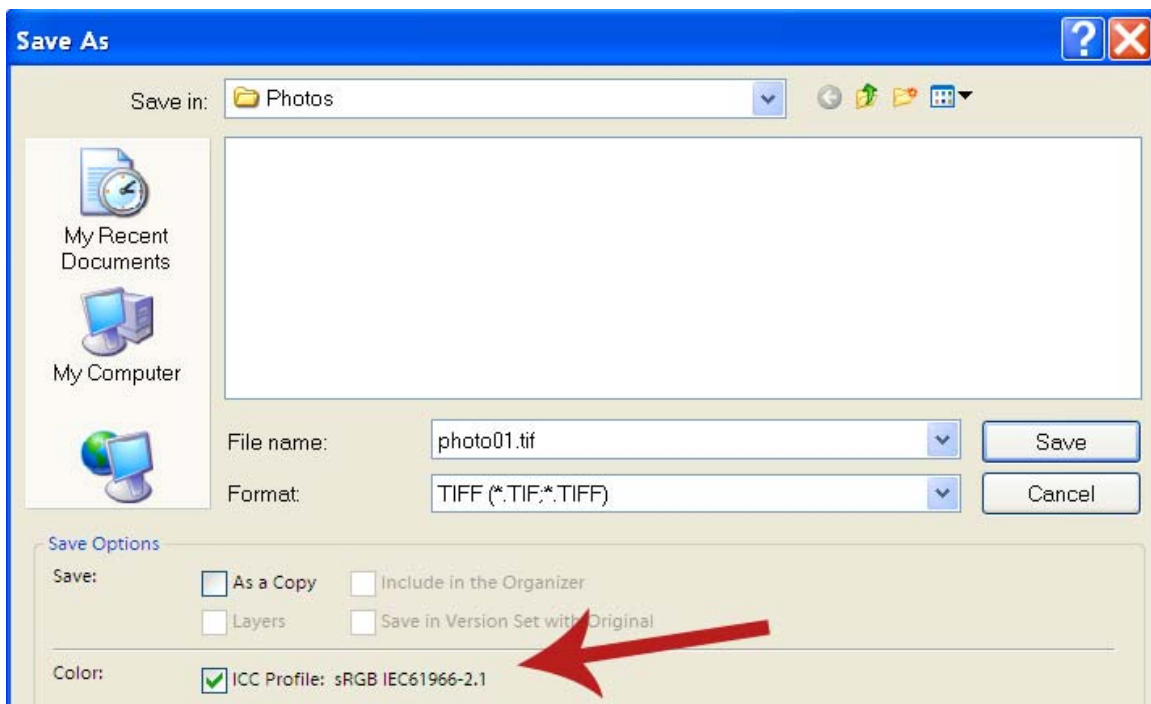 Save As
Save in: Photos
My Recent
Documents
My Computer
File name: photo01.tif Save
Format: TIFF (*.TIF;*.TIFF) Cancel
Save Options
Save: As a Copy Include in the Organizer
Layers Save in Version Set with Original
Color: ICC Profile: sRGB IEC61966-2.1